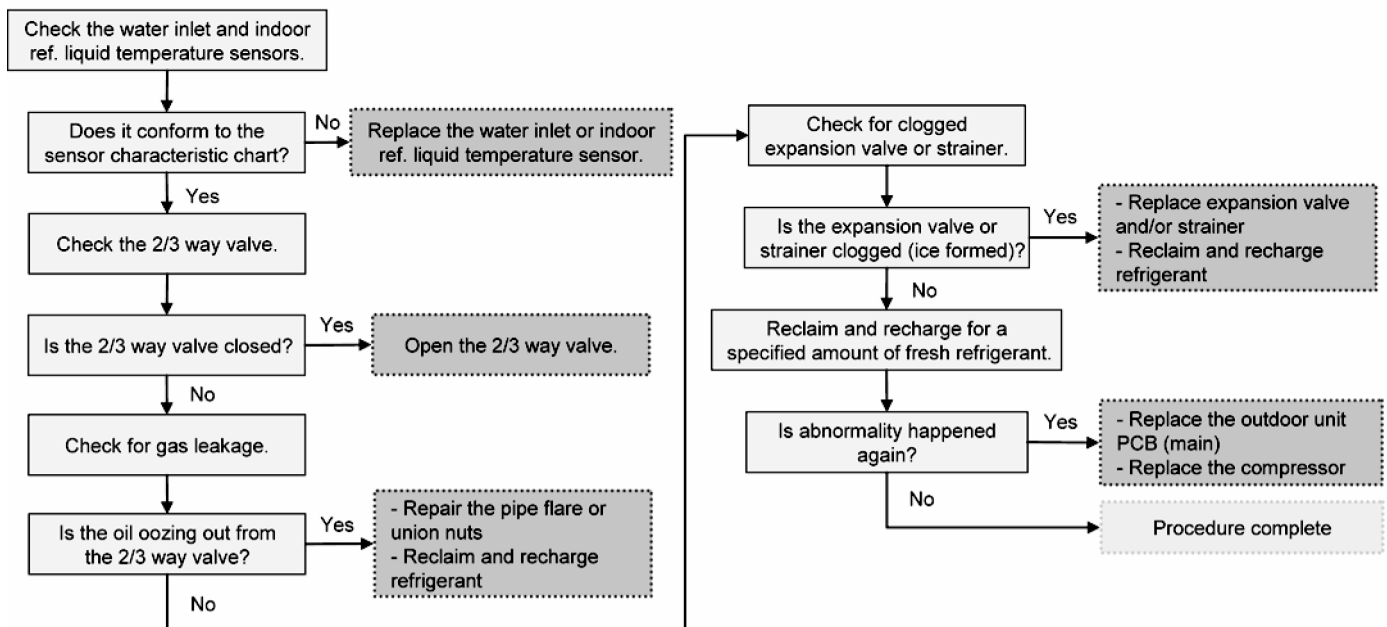 Check the water inlet and indoor
ref. liquid temperature sensors.
Does it conform to the
sensor characteristic chart?
No
Replace the water inlet or indoor
ref. liquid temperature sensor.
Yes
Check the 2/3 way valve.
Is the 2/3 way valve closed?
Yes
Open the 2/3 way valve.
No
Check for gas leakage.
Is the oil oozing out from
the 2/3 way valve?
Yes
- Repair the pipe flare or
union nuts
- Reclaim and recharge
refrigerant
No
Check for clogged
expansion valve or strainer.
Is the expansion valve or
strainer clogged (ice formed)?
Yes
- Replace expansion valve
and/or strainer
- Reclaim and recharge
refrigerant
No
Reclaim and recharge for a
specified amount of fresh refrigerant.
Is abnormality happened
again?
Yes
- Replace the outdoor unit
PCB (main)
- Replace the compressor
No
Procedure complete